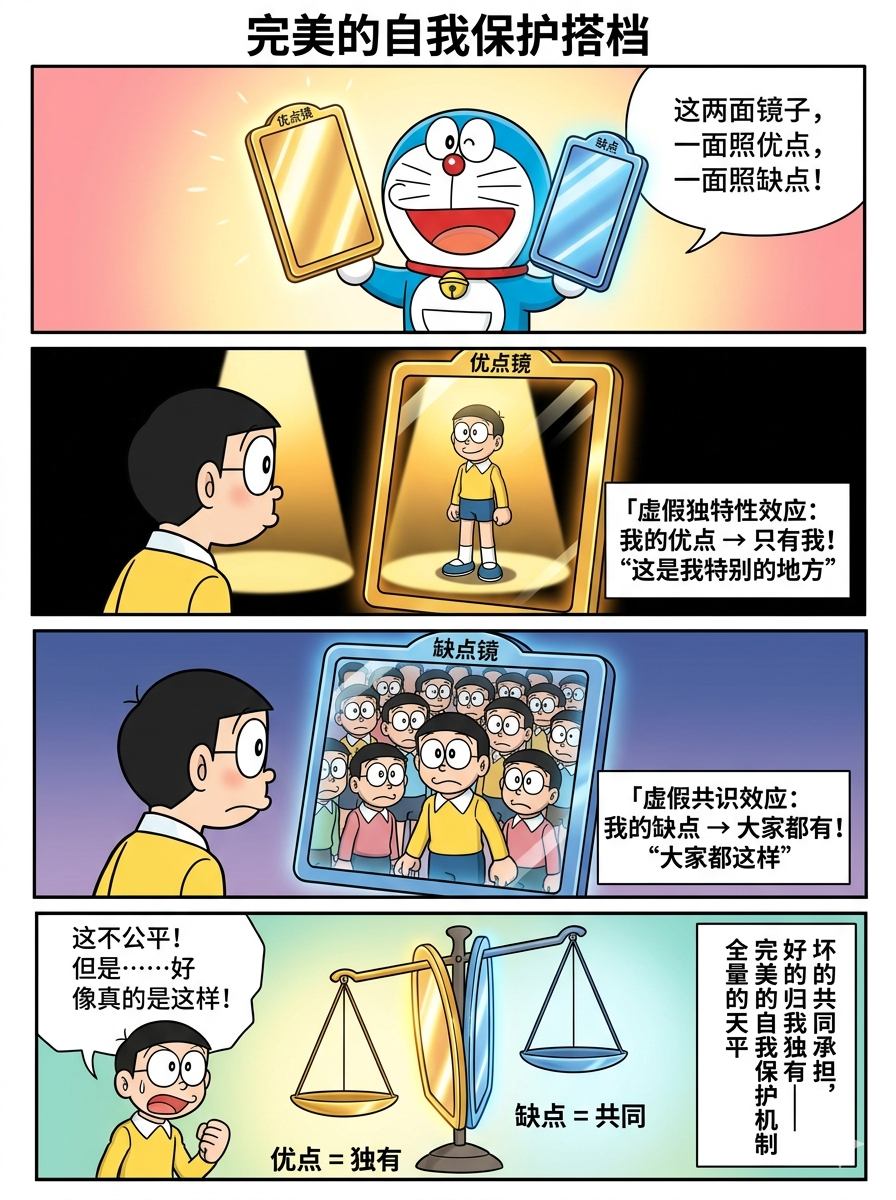 完美的自我保护搭档
优点镜
缺点
这两面镜子，
一面照优点，
一面照缺点！
优点镜
「虚假独特性效应：
我的优点 → 只有我！
“这是我特别的地方”
缺点镜
「虚假共识效应：
我的缺点 → 大家都有！
“大家都这样”
这不公平！
但是……好
像真的是这样！
优点 = 独有
缺点 = 共同
坏的共同承担，
好的归我独有——
完美的自我保护机制
全量的天平